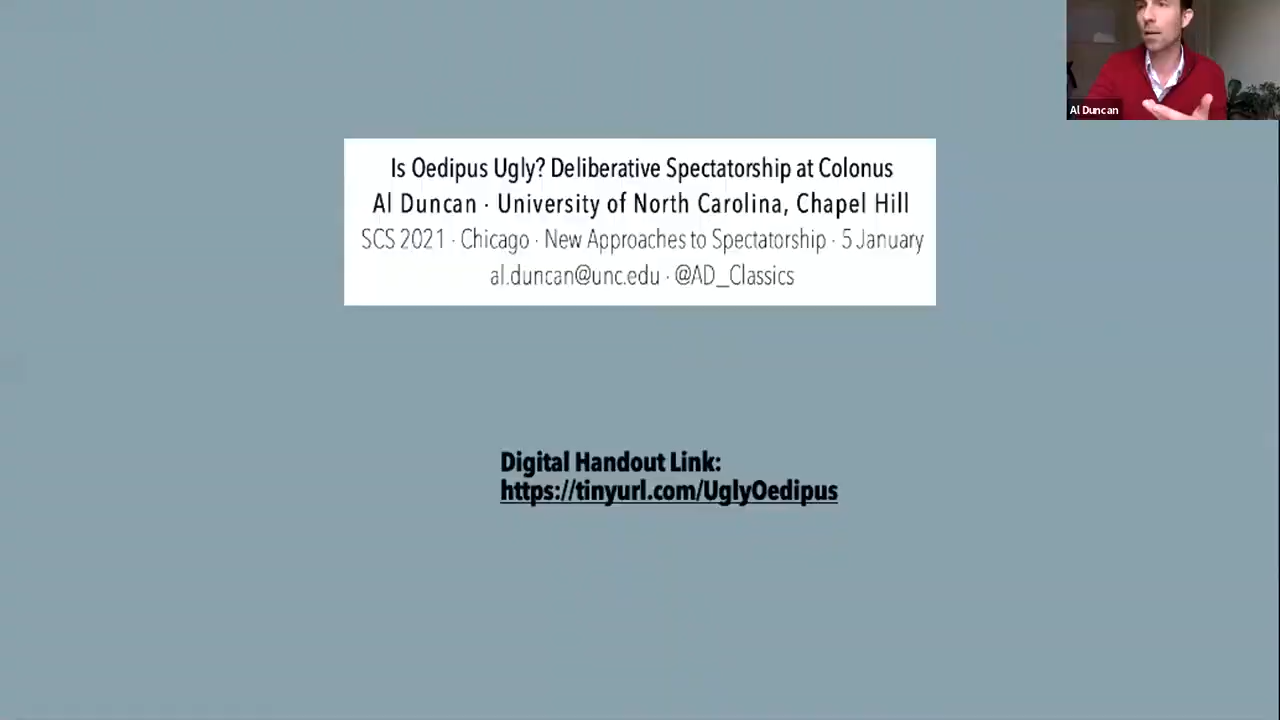 Al Duncan
Is Oedipus Ugly? Deliberative Spectatorship at Colonus
Al Duncan · University of North Carolina, Chapel Hill
SCS 2021 · Chicago · New Approaches to Spectatorship · 5 January
al.duncan@unc.edu · @AD_Classics
Digital Handout Link:
https://tinyurl.com/UglyOedipus